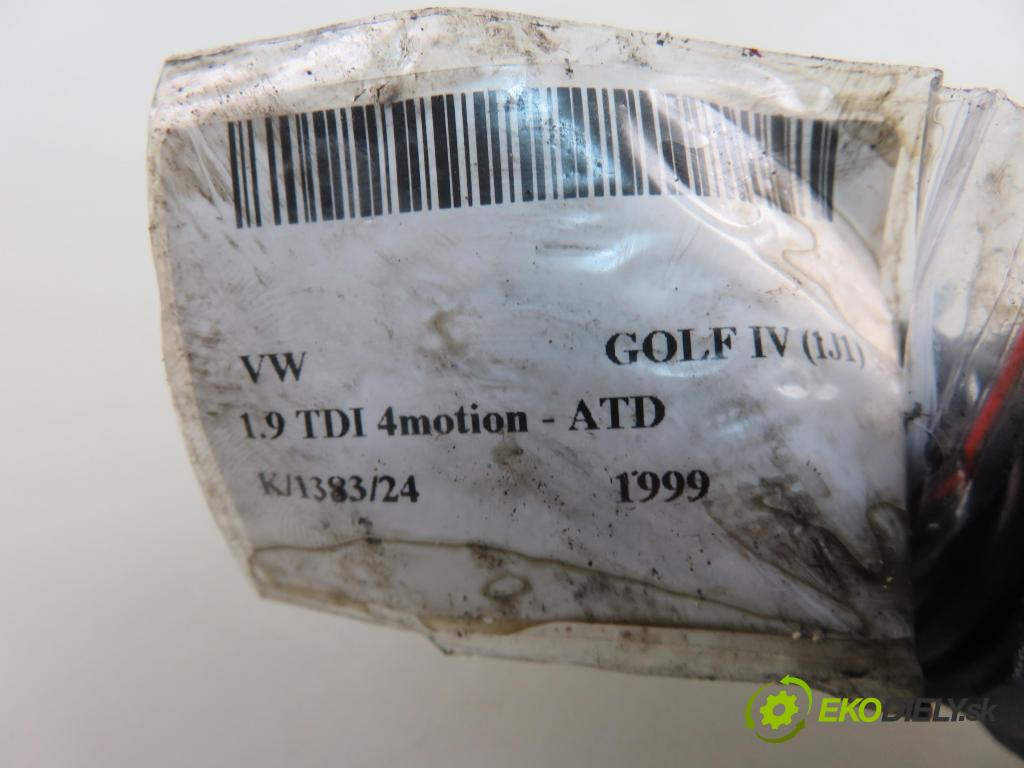 VW GOLF IV (1J1)
1.9 TDI 4motion - ATD
K/1383/24 1999
EKODIELY.sk